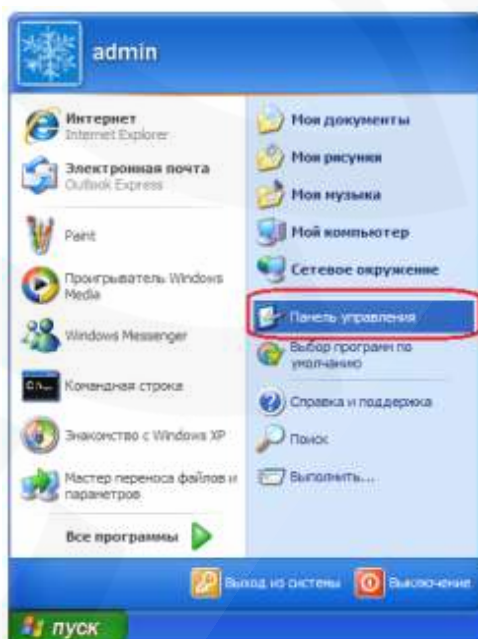 admin
Интернет
Internet Explorer
Электронная почта
Outlook Express
Paint
Проигрыватель Windows
Media
Windows Messenger
Командная строка
Знакомство с Windows XP
Мастер переноса файлов и
параметров
Все программы
Мои документы
Мои рисунки
Моя музыка
Мой компьютер
Сетевое окружение
Панель управления
Выбор программ по
умолчанию
Справка и поддержка
Поиск
Выполнить...
Выход из системы
Выключение
пуск